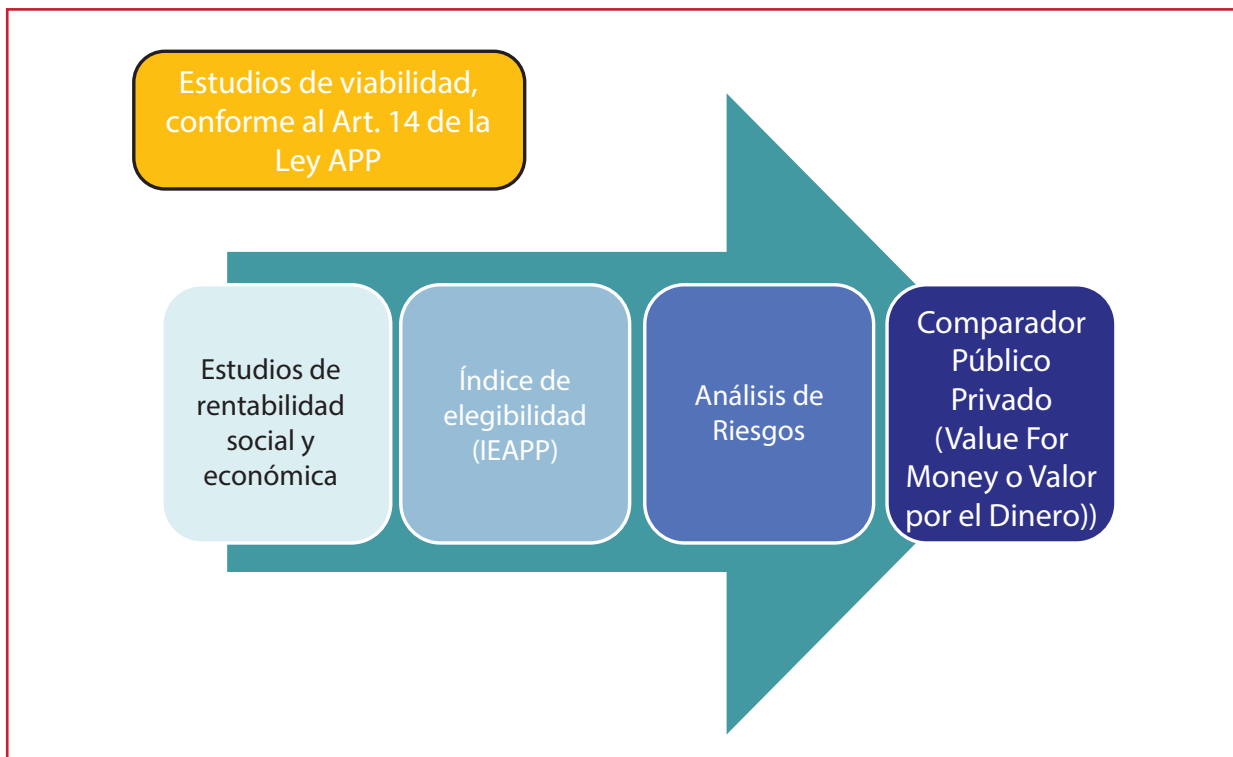 Estudios de viabilidad,
conforme al Art. 14 de la
Ley APP
Estudios de
rentabilidad
social y
económica
Índice de
elegibilidad
(IEAPP)
Análisis de
Riesgos
Comparador
Público
Privado
(Value For
Money o Valor
por el Dinero))